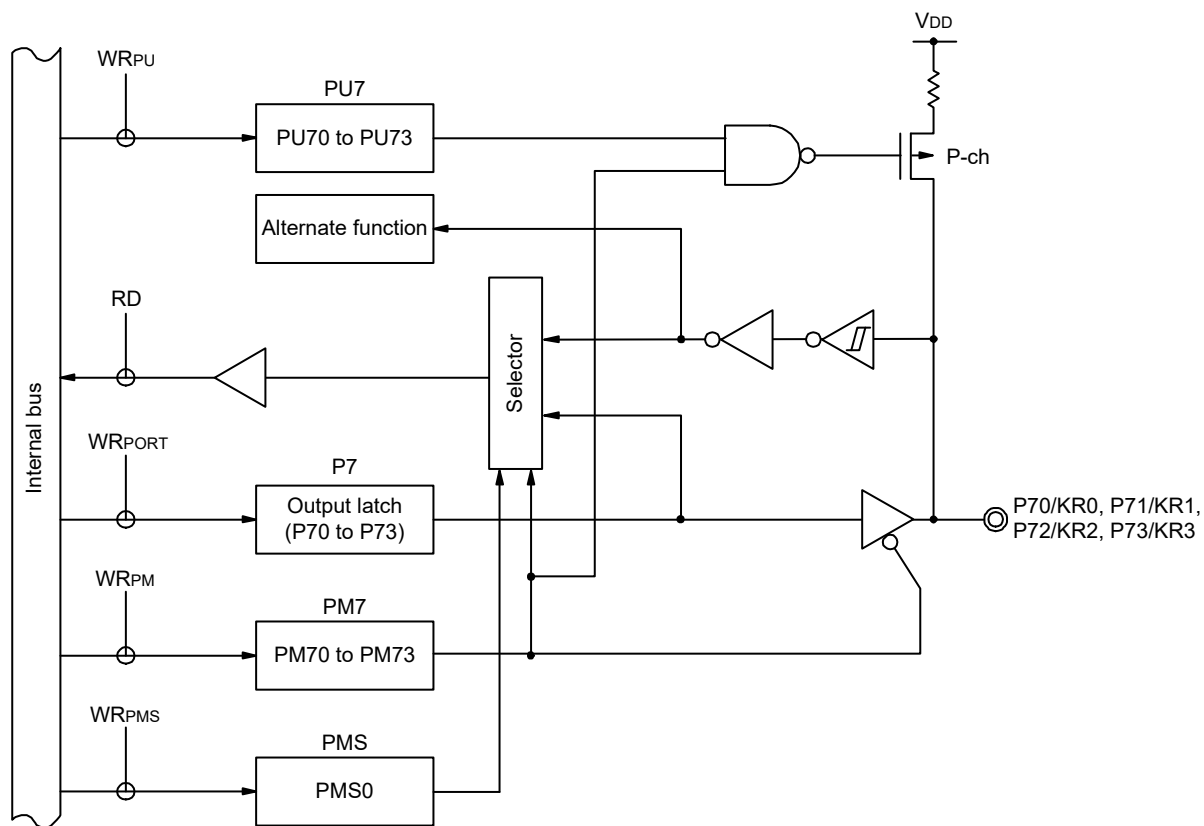 VDD
WRPU
PU7
PU70 to PU73
P-ch
Alternate function
RD
Selector
Internal bus
WRPORT
P7
Output latch
(P70 to P73)
P70/KR0, P71/KR1,
P72/KR2, P73/KR3
WRPM
PM7
PM70 to PM73
WRPMS
PMS
PMS0